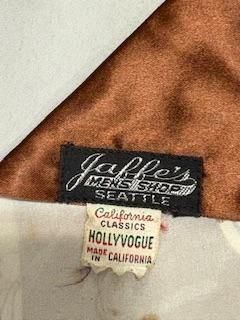 Jaffe's
MEN'S SHOP
SEATTLE
California
CLASSICS
HOLLYVOGUE
MADE IN CALIFORNIA